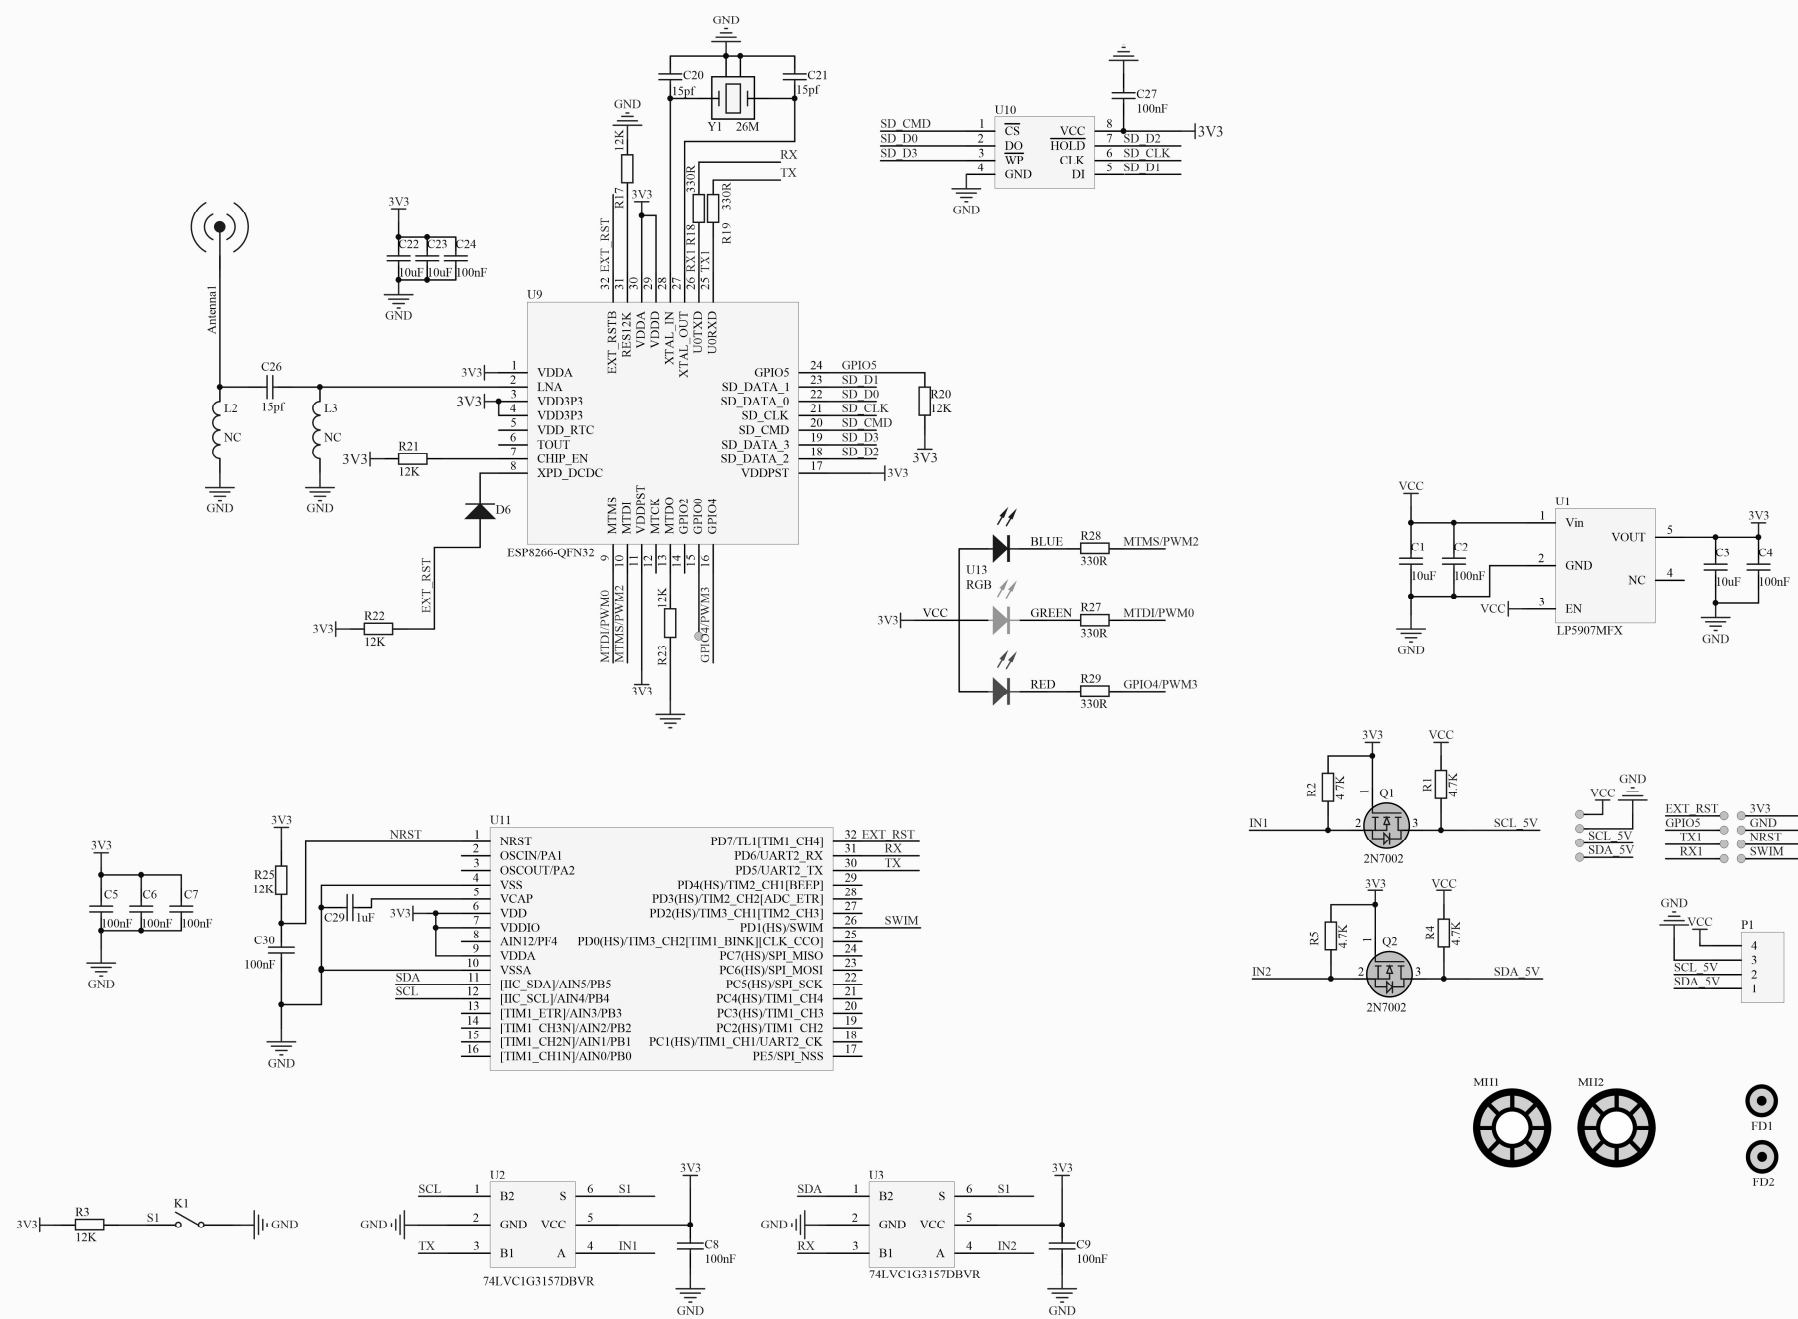 GND
C20
15pf
C21
15pf
Y1 26M
GND
12K
R17
3V3
RX
TX
330R
330R
R18
R19
EXT_RST
RX1
TX1
32
31
30
29
28
27
26
25
C27
100nF
U10
SD_CMD 1 CS VCC 8 3V3
SD_D0 2 DO HOLD 7 SD_D2
SD_D3 3 WP CLK 6 SD_CLK
4 GND DI 5 SD_D1
GND
3V3
C22 C23 C24
10uF 10uF 100nF
GND
Antenna1
C26
15pf
L2
NC
GND
L3
NC
GND
U9
EXT_RSTB
RES12K
VDDA
VDDD
XTAL_IN
XTAL_OUT
U0TXD
U0RXD
3V3 1 VDDA
2 LNA
3V3 3 VDD3P3
4 VDD3P3
5 VDD_RTC
6 TOUT
7 CHIP_EN
8 XPD_DCDC
R21
3V3
12K
GPIO5 24 GPIO5
SD_DATA_1 23 SD_D1
SD_DATA_0 22 SD_D0
SD_CLK 21 SD_CLK
SD_CMD 20 SD_CMD
SD_DATA_3 19 SD_D3
SD_DATA_2 18 SD_D2
VDDPST 17 3V3
R20
12K
3V3
MTMS
MTDI
VDDPST
MTCK
MTDO
GPIO2
GPIO0
GPIO4
ESP8266-QFN32
9
10
11
12
13
14
15
16
MTDI/PWM0
MTMS/PWM2
3V3
12K
R23
GPIO4/PWM3
D6
EXT_RST
R22
3V3
12K
U13
RGB
BLUE R28 MTMS/PWM2
330R
3V3 VCC
GREEN R27 MTDI/PWM0
330R
RED R29 GPIO4/PWM3
330R
VCC
C1
10uF
C2
100nF
GND
U1
1 Vin
VOUT 5
2 GND
NC 4
VCC 3 EN
LP5907MFX
3V3
C3
10uF
C4
100nF
GND
3V3
VCC
R2
4.7K
R1
4.7K
1
Q1
IN1 2 3 SCL_5V
2N7002
3V3
VCC
R5
4.7K
R4
4.7K
1
Q2
IN2 2 3 SDA_5V
2N7002
GND
VCC
SCL_5V
SDA_5V
EXT_RST 3V3
GPIO5 GND
TX1 NRST
RX1 SWIM
GND
VCC
P1
4
3
SCL_5V 2
SDA_5V 1
3V3
C5 C6 C7
100nF 100nF 100nF
GND
3V3
R25
12K
C30
100nF
GND
C29 1uF
3V3
U11
NRST 1 NRST
2 OSCIN/PA1
3 OSCOUT/PA2
4 VSS
5 VCAP
6 VDD
7 VDDIO
8 AIN12/PF4
9 VDDA
10 VSSA
SDA 11 [IIC_SDA]/AIN5/PB5
SCL 12 [IIC_SCL]/AIN4/PB4
13 [TIM1_ETR]/AIN3/PB3
14 [TIM1_CH3N]/AIN2/PB2
15 [TIM1_CH2N]/AIN1/PB1
16 [TIM1_CH1N]/AIN0/PB0
PD7/TL1[TIM1_CH4] 32 EXT_RST
PD6/UART2_RX 31 RX
PD5/UART2_TX 30 TX
PD4(HS)/TIM2_CH1[BEEP] 29
PD3(HS)/TIM2_CH2[ADC_ETR] 28
PD2(HS)/TIM3_CH1[TIM2_CH3] 27
PD1(HS)/SWIM 26 SWIM
PD0(HS)/TIM3_CH2[TIM1_BINK][CLK_CCO] 25
PC7(HS)/SPI_MISO 24
PC6(HS)/SPI_MOSI 23
PC5(HS)/SPI_SCK 22
PC4(HS)/TIM1_CH4 21
PC3(HS)/TIM1_CH3 20
PC2(HS)/TIM1_CH2 19
PC1(HS)/TIM1_CH1/UART2_CK 18
PE5/SPI_NSS 17
MH1
MH2
FD1
FD2
3V3 R3 S1 K1 GND
12K
U2
SCL 1 B2 S 6 S1
GND 2 GND VCC 5
TX 3 B1 A 4 IN1
74LVC1G3157DBVR
3V3
C8
100nF
GND
U3
SDA 1 B2 S 6 S1
GND 2 GND VCC 5
RX 3 B1 A 4 IN2
74LVC1G3157DBVR
3V3
C9
100nF
GND